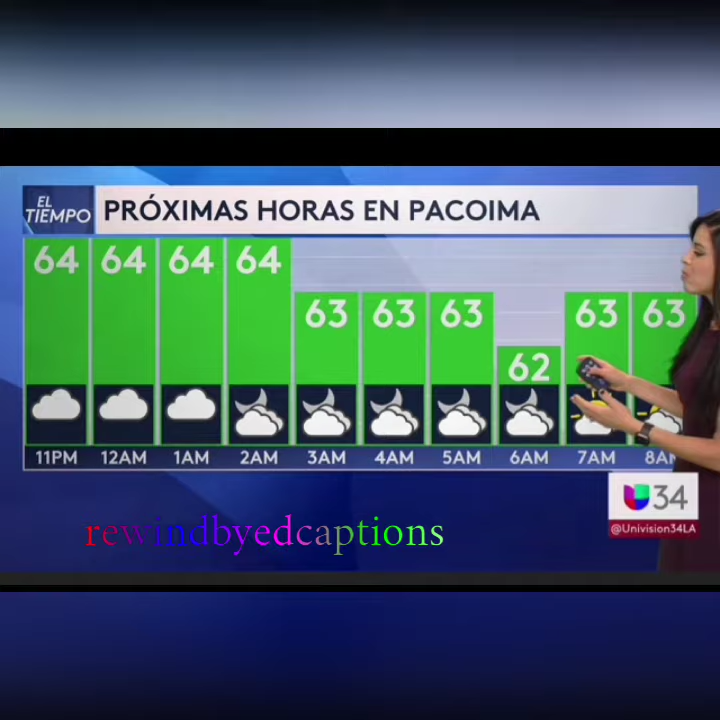 EL
TIEMPO
PRÓXIMAS HORAS EN PACOIMA
64 64 64 64 63 63 63 62 63 63
11PM 12AM 1AM 2AM 3AM 4AM 5AM 6AM 7AM 8AM
34
@Univision34LA
rewindbyedcaptions